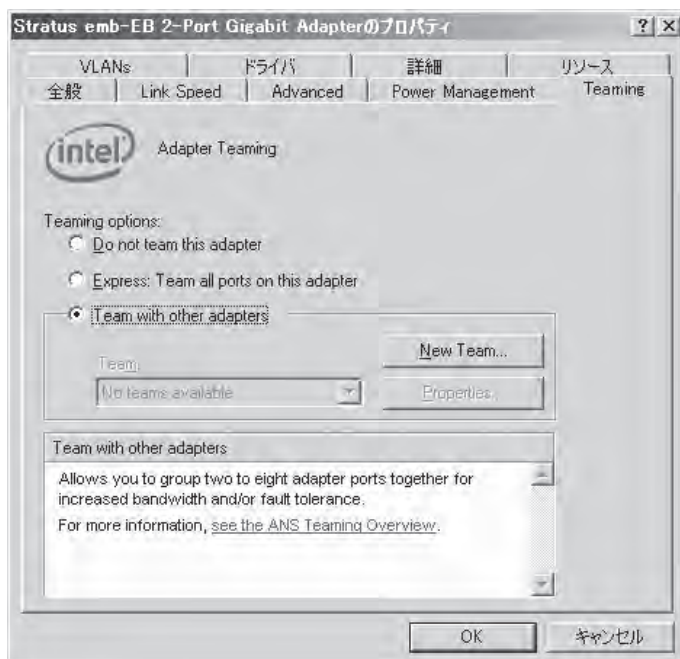 Stratus emb-EB 2-Port Gigabit Adapterのプロパティ
VLANs ドライバ 詳細 リソース
全般 Link Speed Advanced Power Management Teaming
intel Adapter Teaming
Teaming options:
Do not team this adapter
Express: Team all ports on this adapter
Team with other adapters
New Team...
Team:
No teams available
Properties...
Team with other adapters
Allows you to group two to eight adapter ports together for
increased bandwidth and/or fault tolerance.
For more information, see the ANS Teaming Overview.
OK キャンセル